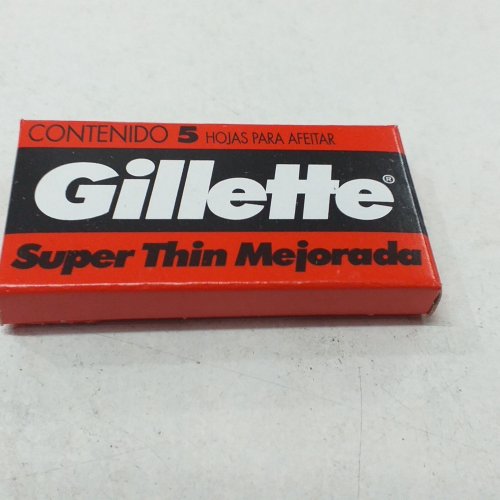 CONTENIDO 5 HOJAS PARA AFEITAR
Gillette®
Super Thin Mejorada